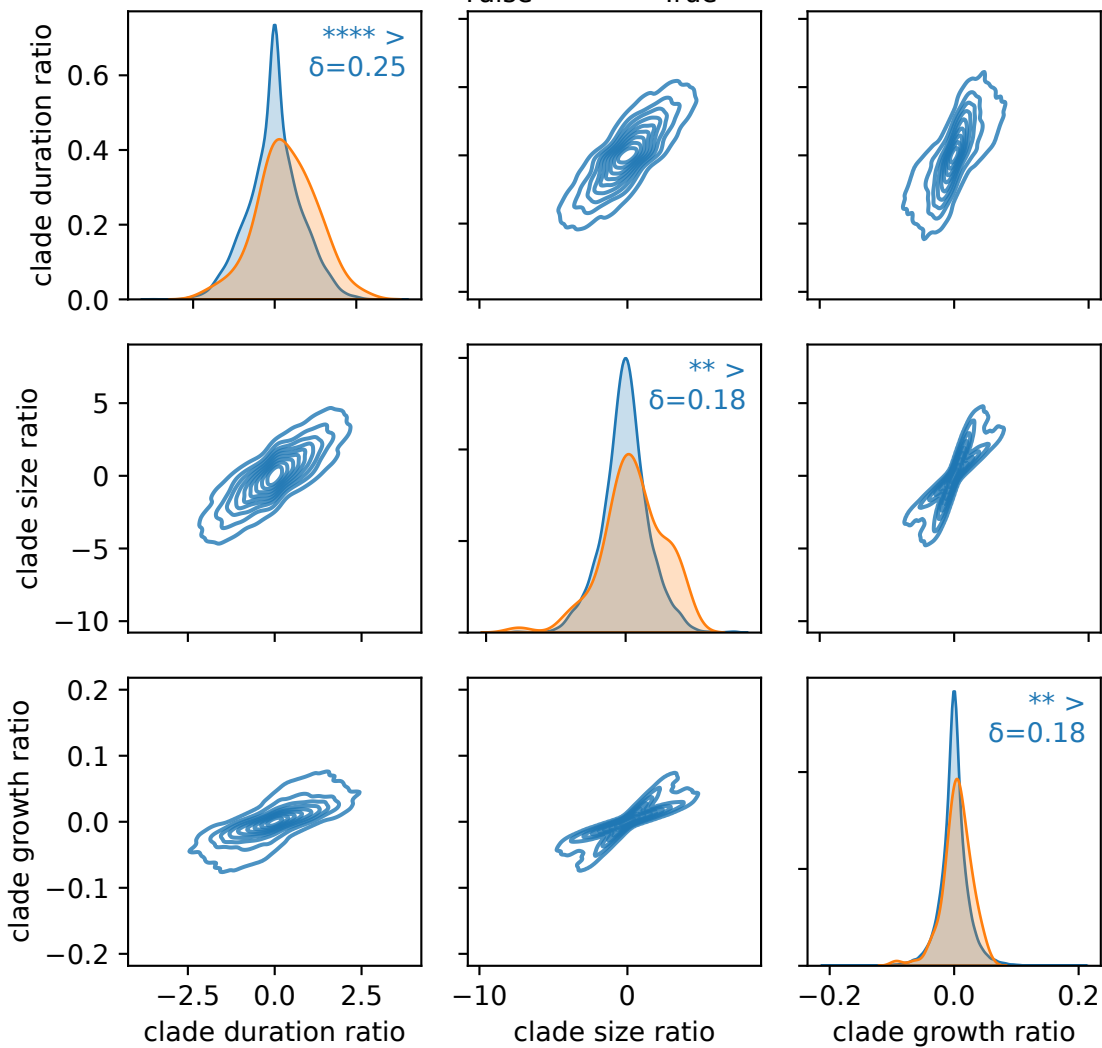 clade duration ratio
0.6
0.4
0.2
0.0
**** >
δ=0.25
clade size ratio
5
0
−5
−10
** >
δ=0.18
clade growth ratio
0.2
0.1
0.0
−0.1
−0.2
** >
δ=0.18
−2.5 0.0 2.5
clade duration ratio
−10 0
clade size ratio
−0.2 0.0 0.2
clade growth ratio